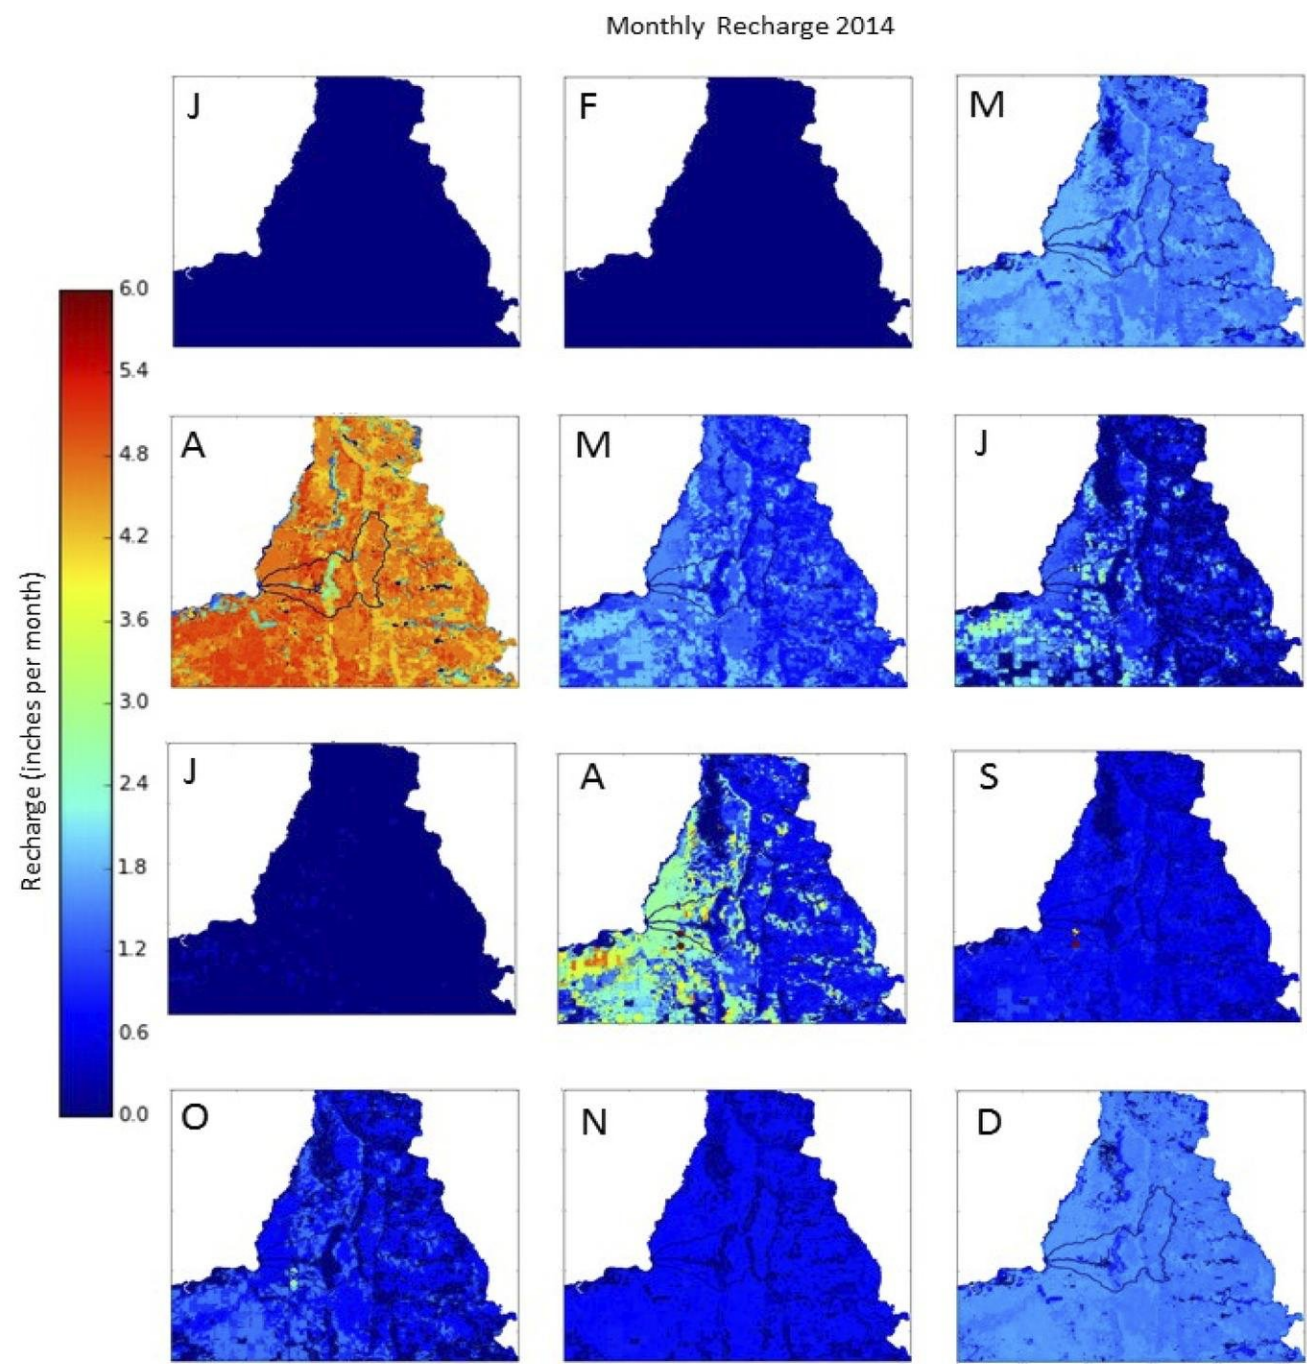 Monthly Recharge 2014
J
F
M
A
M
J
J
A
S
O
N
D
Recharge (inches per month)
6.0
5.4
4.8
4.2
3.6
3.0
2.4
1.8
1.2
0.6
0.0